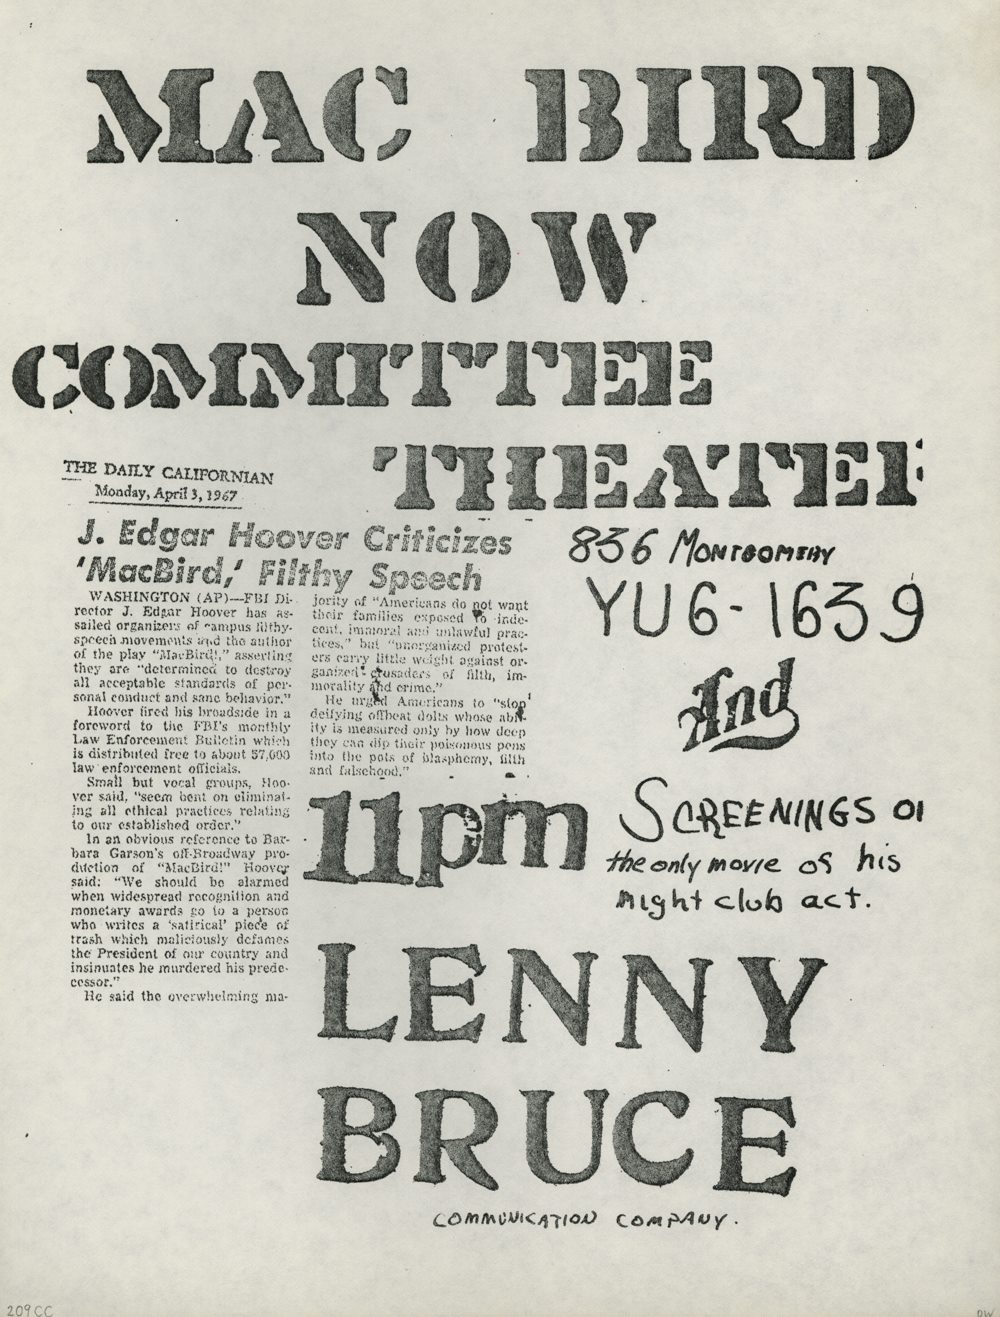 MAC BIRD
NOW
COMMITTEE
THEATER
836 MONTGOMERY
YU6-1639
And
THE DAILY CALIFORNIAN
Monday, April 3, 1967
J. Edgar Hoover Criticizes
'MacBird,' Filthy Speech
WASHINGTON (AP)—FBI Di-
rector J. Edgar Hoover has as-
sailed organizers of campus filthy-
speech movements and the author
of the play "MacBird!," asserting
they are "determined to destroy
all acceptable standards of per-
sonal conduct and sane behavior."
Hoover fired his broadside in a
foreword to the FBI's monthly
Law Enforcement Bulletin which
is distributed free to about 57,000
law enforcement officials.
Small but vocal groups, Hoo-
ver said, "seem bent on eliminat-
ing all ethical practices relating
to our established order."
In an obvious reference to Bar-
bara Garson's off-Broadway pro-
duction of "MacBird!" Hoover
said: "We should be alarmed
when widespread recognition and
monetary awards go to a person
who writes a 'satirical' piece of
trash which maliciously defames
the President of our country and
insinuates he murdered his prede-
cessor."
He said the overwhelming ma-
jority of "Americans do not want
their families exposed to inde-
cent, immoral and unlawful prac-
tices," but "unorganized protest-
ers carry little weight against or-
ganized crusaders of filth, im-
morality and crime."
He urged Americans to "stop
deifying offbeat dolts whose abil-
ity is measured only by how deep
they can dip their poisonous pens
into the pots of blasphemy, filth
and falsehood."
11pm
SCREENINGS OF
the only movie of his
night club act.
LENNY
BRUCE
COMMUNICATION COMPANY.
209CC